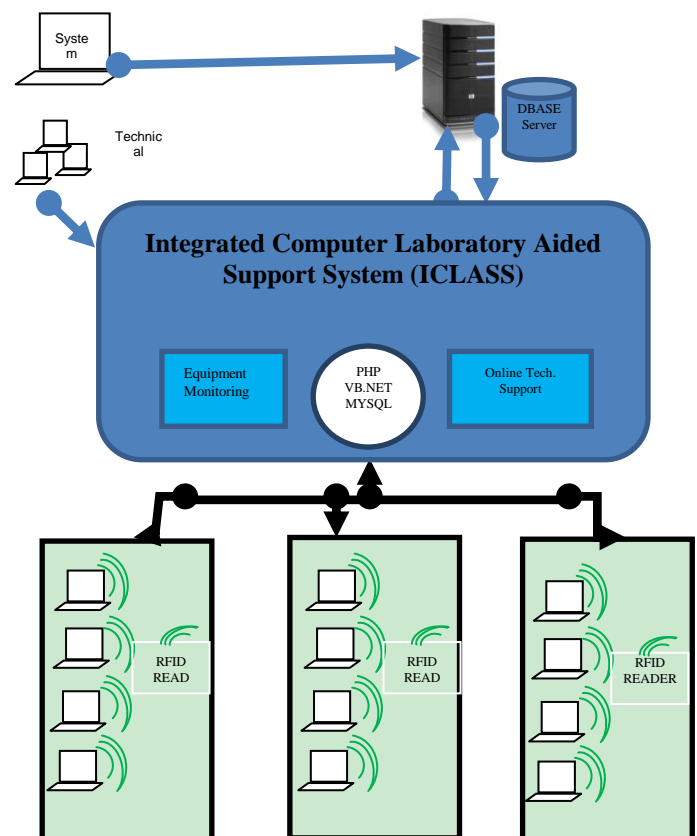 Syste
m
DBASE
Server
Technic
al
Integrated Computer Laboratory Aided
Support System (ICLASS)
Equipment
Monitoring
PHP
VB.NET
MYSQL
Online Tech.
Support
RFID
READ
RFID
READ
RFID
READER